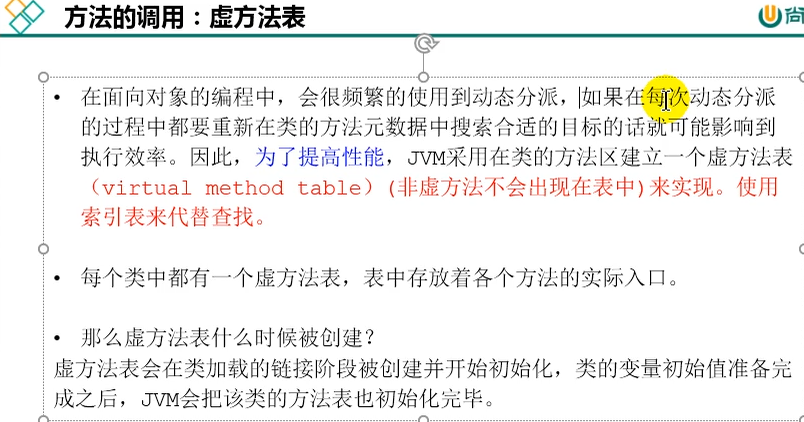 方法的调用：虚方法表
尚
• 在面向对象的编程中，会很频繁的使用到动态分派，如果在每次动态分派
的过程中都要重新在类的方法元数据中搜索合适的目标的话就可能影响到
执行效率。因此，为了提高性能，JVM采用在类的方法区建立一个虚方法表
（virtual method table）(非虚方法不会出现在表中)来实现。使用
索引表来代替查找。
• 每个类中都有一个虚方法表，表中存放着各个方法的实际入口。
• 那么虚方法表什么时候被创建？
虚方法表会在类加载的链接阶段被创建并开始初始化，类的变量初始值准备完
成之后，JVM会把该类的方法表也初始化完毕。